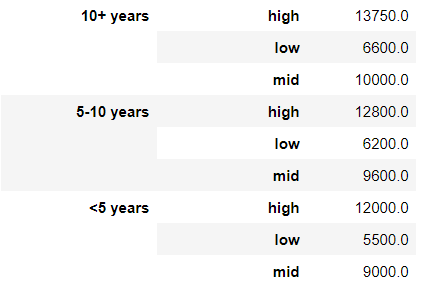 10+ years high 13750.0
low 6600.0
mid 10000.0
5-10 years high 12800.0
low 6200.0
mid 9600.0
<5 years high 12000.0
low 5500.0
mid 9000.0